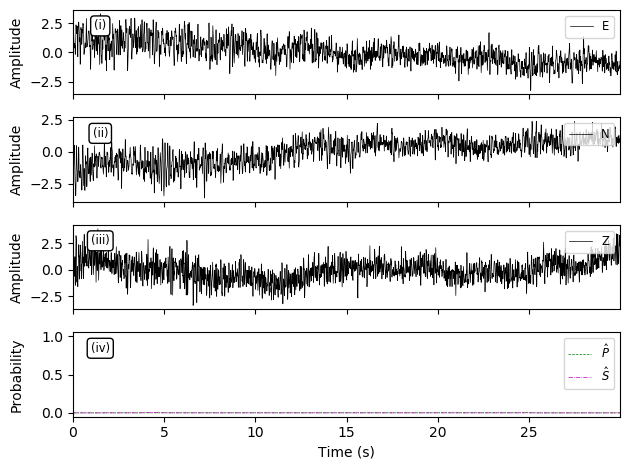 Amplitude
2.5
0.0
−2.5
(i)
E
Amplitude
2.5
0.0
−2.5
(ii)
N
Amplitude
2.5
0.0
−2.5
(iii)
Z
Probability
1.0
0.5
0.0
(iv)
P̂
Ŝ
0 5 10 15 20 25
Time (s)